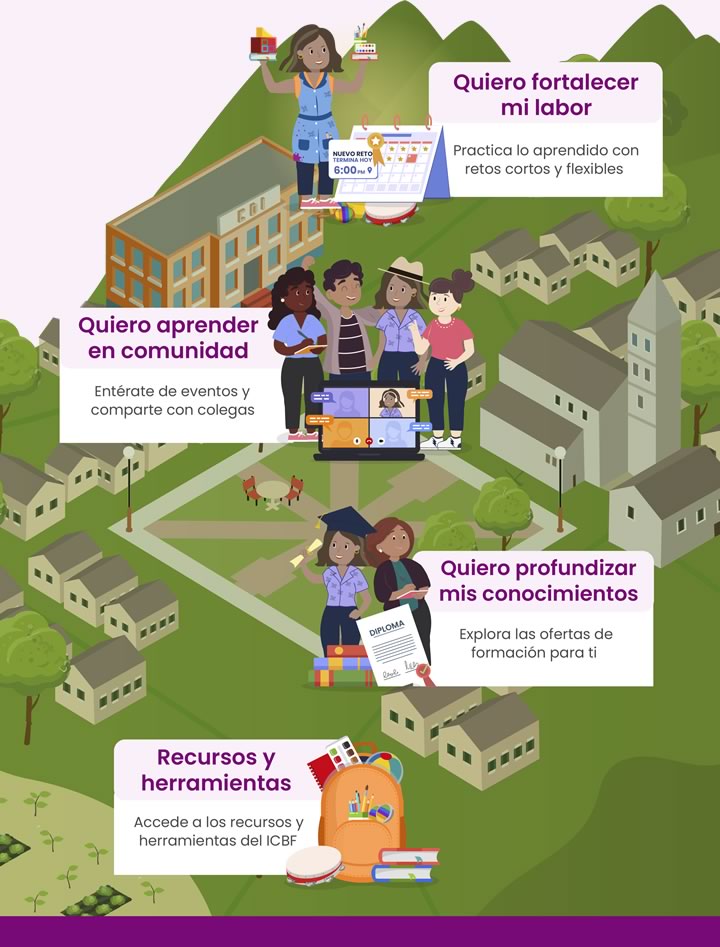 Quiero fortalecer
mi labor
Practica lo aprendido con
retos cortos y flexibles
NUEVO RETO
TERMINA HOY
6:00 PM
CDI
Quiero aprender
en comunidad
Entérate de eventos y
comparte con colegas
Quiero profundizar
mis conocimientos
Explora las ofertas de
formación para ti
DIPLOMA
Recursos y
herramientas
Accede a los recursos y
herramientas del ICBF